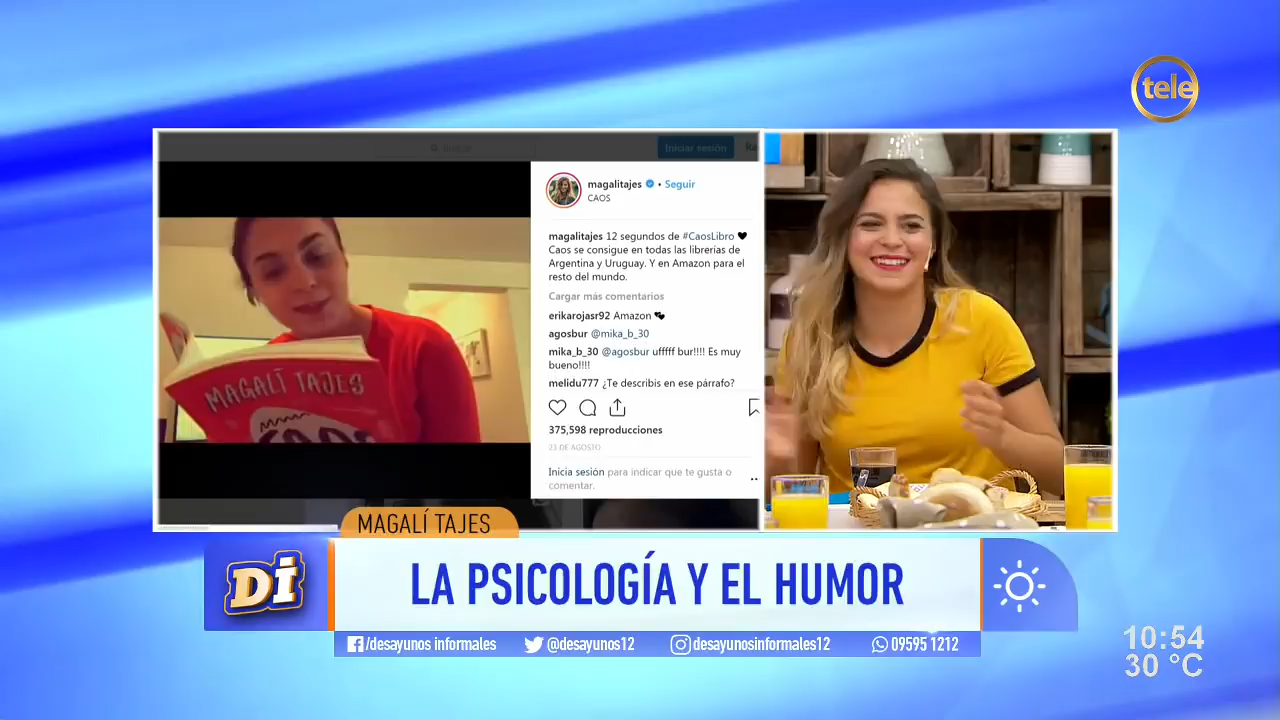 tele
Iniciar sesión
magalitajes • Seguir
CAOS
magalitajes 12 segundos de #CaosLibro 🖤
Caos se consigue en todas las librerías de
Argentina y Uruguay. Y en Amazon para el
resto del mundo.
Cargar más comentarios
erikarojasr92 Amazon 💕
agosbur @mika_b_30
mika_b_30 @agosbur ufffff bur!!!! Es muy
bueno!!!!
melidu777 ¿Te describis en ese párrafo?
375,598 reproducciones
23 DE AGOSTO
Inicia sesión para indicar que te gusta o
comentar.
MAGALÍ TAJES
CAOS
MAGALÍ TAJES
Di
LA PSICOLOGÍA Y EL HUMOR
/desayunos informales @desayunos12 desayunosinformales12 09595 1212
10:54
30 °C